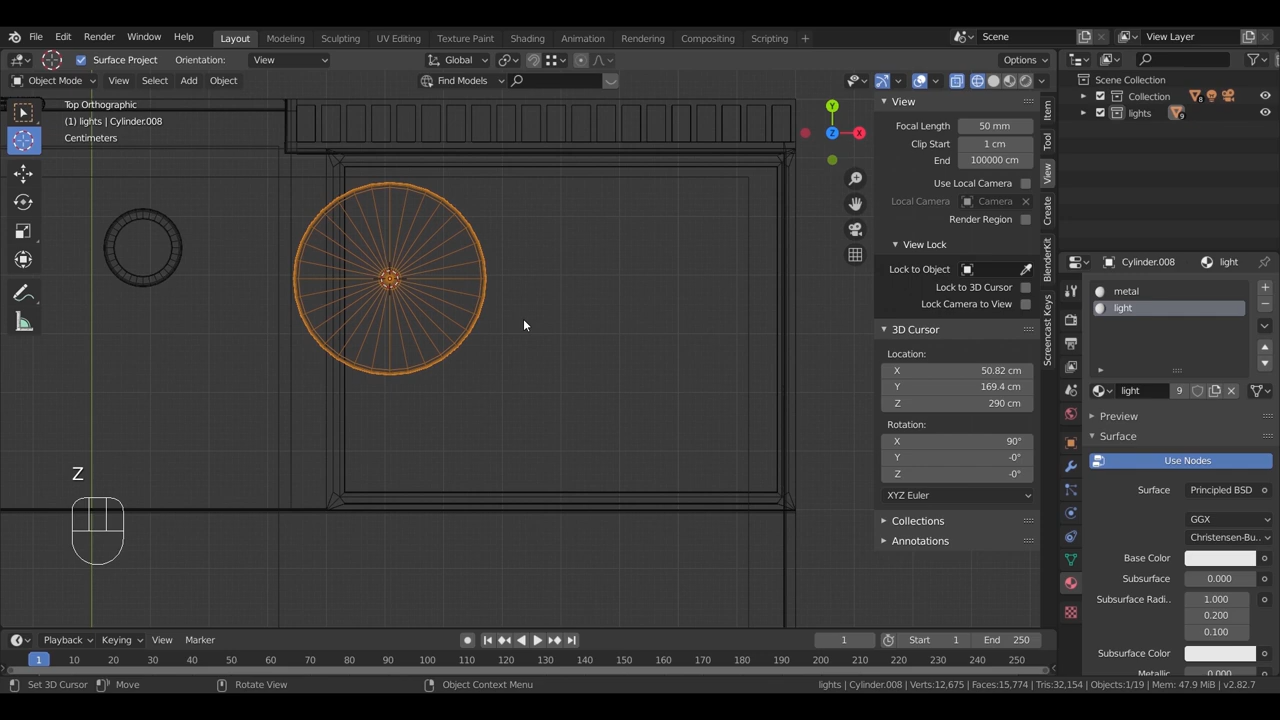 File Edit Render Window Help Layout Modeling Sculpting UV Editing Texture Paint Shading Animation Rendering Compositing Scripting + Scene View Layer
Surface Project Orientation: View Global Options
Object Mode View Select Add Object Find Models
Top Orthographic
(1) lights | Cylinder.008
Centimeters
Y
Z
X
View
Focal Length 50 mm
Clip Start 1 cm
End 100000 cm
Use Local Camera
Local Camera Camera
Render Region
View Lock
Lock to Object
Lock to 3D Cursor
Lock Camera to View
3D Cursor
Location:
X 50.82 cm
Y 169.4 cm
Z 290 cm
Rotation:
X 90°
Y -0°
Z -0°
XYZ Euler
Collections
Annotations
Item
Tool
View
Create
BlenderKit
Screencast Keys
Scene Collection
Collection 8
lights 9
Cylinder.008 light
metal
light
light 9
Preview
Surface
Use Nodes
Surface Principled BSD
GGX
Christensen-Bu..
Base Color
Subsurface 0.000
Subsurface Radi.. 1.000
0.200
0.100
Subsurface Color
Metallic 0.000
Z
Playback Keying View Marker 1 Start 1 End 250
1 10 20 30 40 50 60 70 80 90 100 110 120 130 140 150 160 170 180 190 200 210 220 230 240 250
Set 3D Cursor Move Rotate View Object Context Menu lights | Cylinder.008 | Verts:12,675 | Faces:15,774 | Tris:32,154 | Objects:1/19 | Mem: 47.9 MiB | v2.82.7